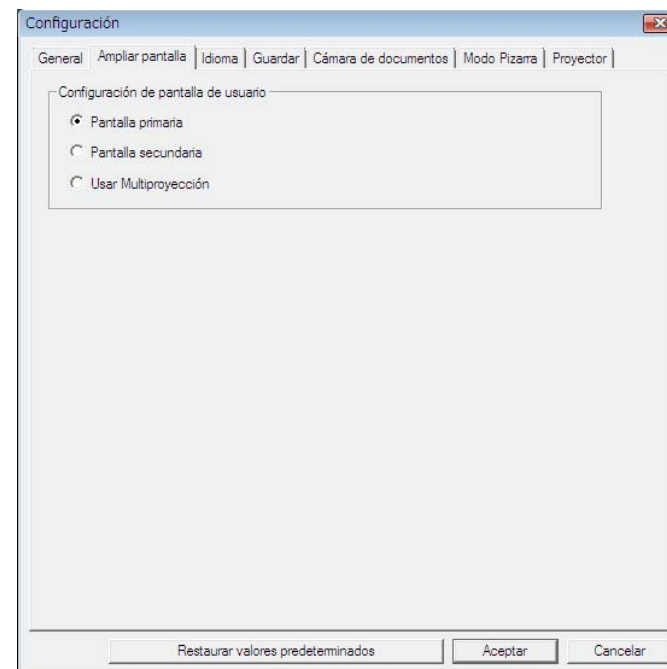 Configuración
General Ampliar pantalla Idioma Guardar Cámara de documentos Modo Pizarra Proyector
Configuración de pantalla de usuario
Pantalla primaria
Pantalla secundaria
Usar Multiproyección
Restaurar valores predeterminados Aceptar Cancelar